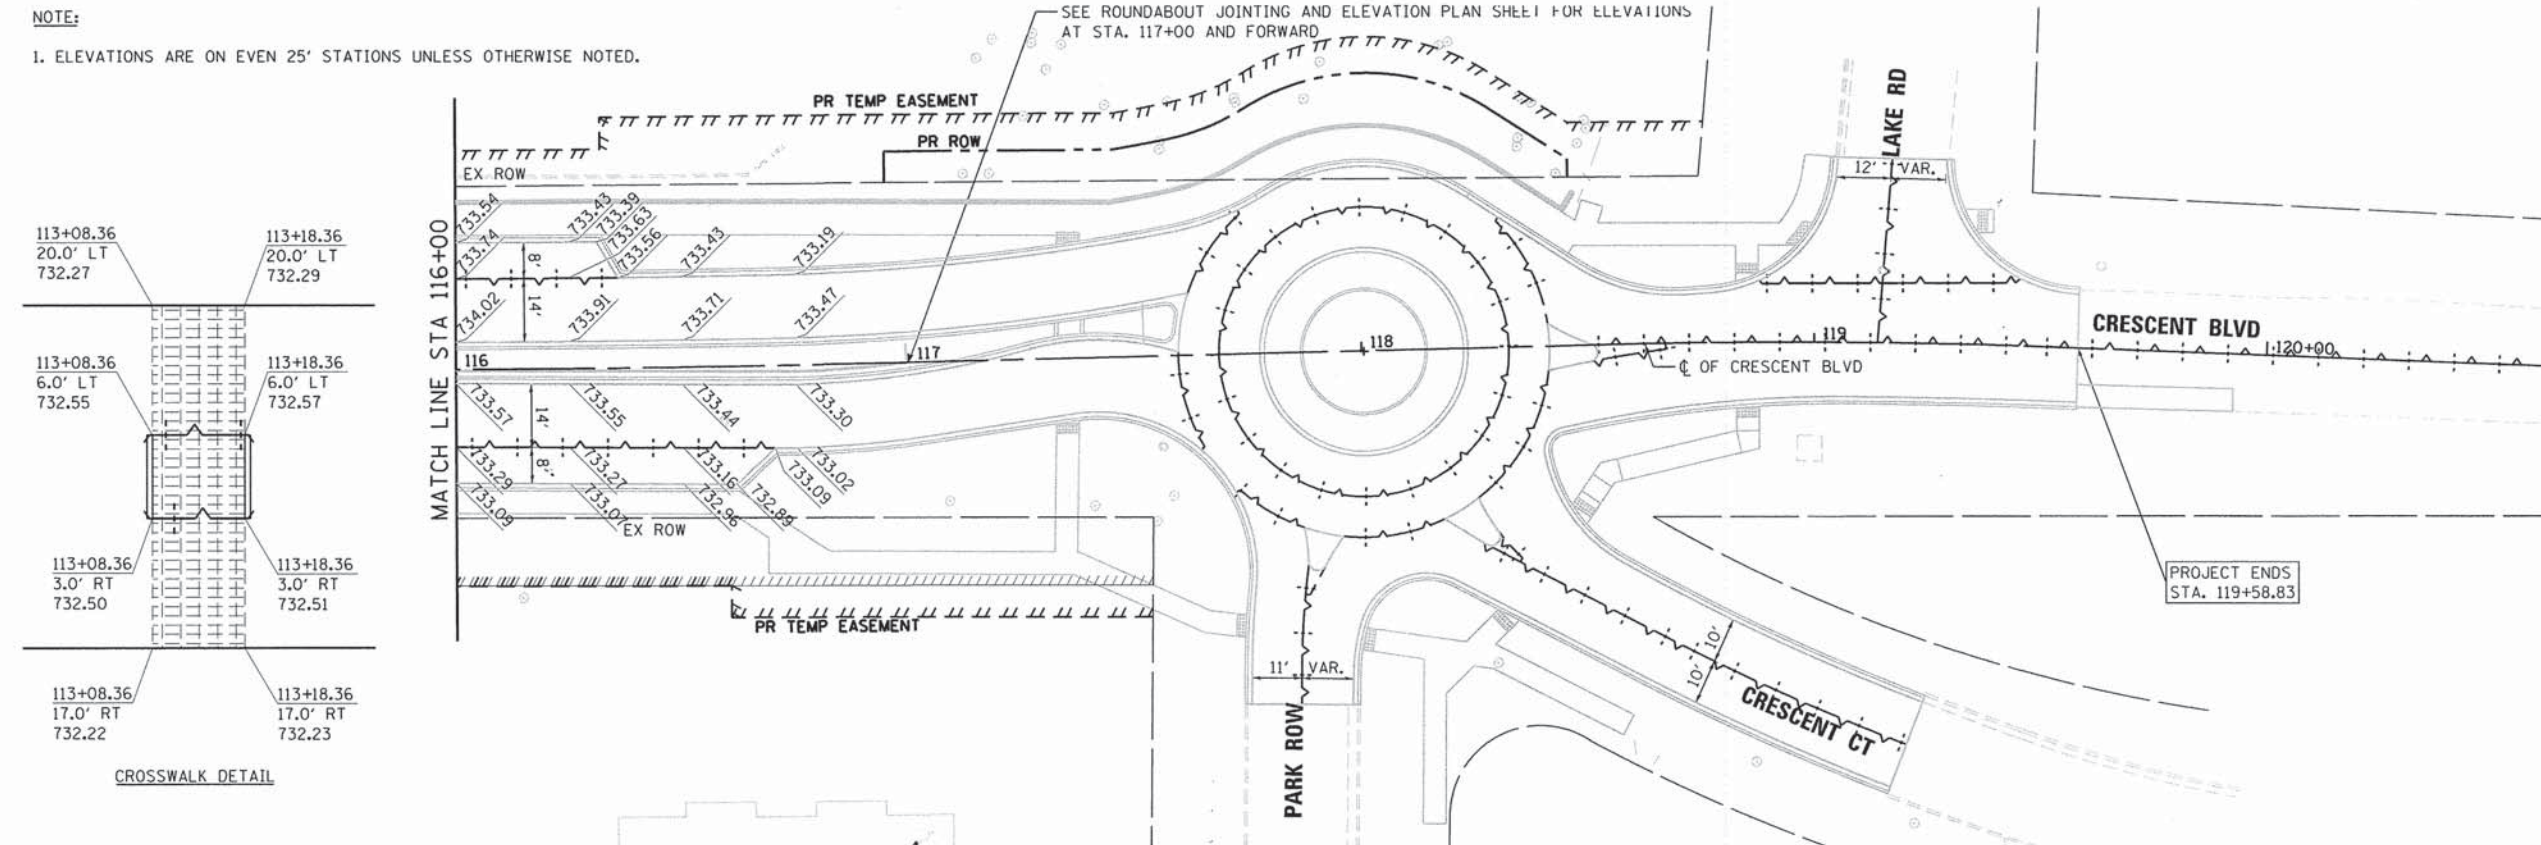 NOTE:
1. ELEVATIONS ARE ON EVEN 25' STATIONS UNLESS OTHERWISE NOTED.
SEE ROUNDABOUT JOINTING AND ELEVATION PLAN SHEET FOR ELEVATIONS
AT STA. 117+00 AND FORWARD
PR TEMP EASEMENT
PR ROW
EX ROW
LAKE RD
12'
VAR.
113+08.36
20.0' LT
732.27
113+18.36
20.0' LT
732.29
113+08.36
6.0' LT
732.55
113+18.36
6.0' LT
732.57
113+08.36
3.0' RT
732.50
113+18.36
3.0' RT
732.51
113+08.36
17.0' RT
732.22
113+18.36
17.0' RT
732.23
CROSSWALK DETAIL
MATCH LINE STA 116+00
733.54
733.43
733.39
733.63
733.74
733.56
733.43
733.19
8'
734.02
14'
733.91
733.71
733.47
116
117
118
119
120+00
CRESCENT BLVD
℄ OF CRESCENT BLVD
733.57
14'
733.55
733.44
733.30
733.29
8'
733.27
733.16
733.02
733.09
733.09
733.07
732.96
732.89
EX ROW
PR TEMP EASEMENT
PROJECT ENDS
STA. 119+58.83
11'
VAR.
PARK ROW
10'
10'
CRESCENT CT